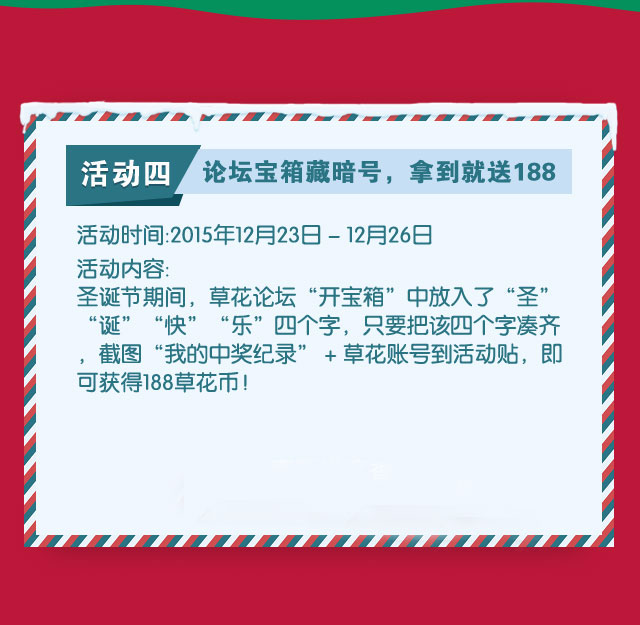 活动四
论坛宝箱藏暗号，拿到就送188
活动时间:2015年12月23日 – 12月26日
活动内容:
圣诞节期间，草花论坛“开宝箱”中放入了“圣”
“诞”“快”“乐”四个字，只要把该四个字凑齐
，截图“我的中奖纪录” + 草花账号到活动贴，即
可获得188草花币！